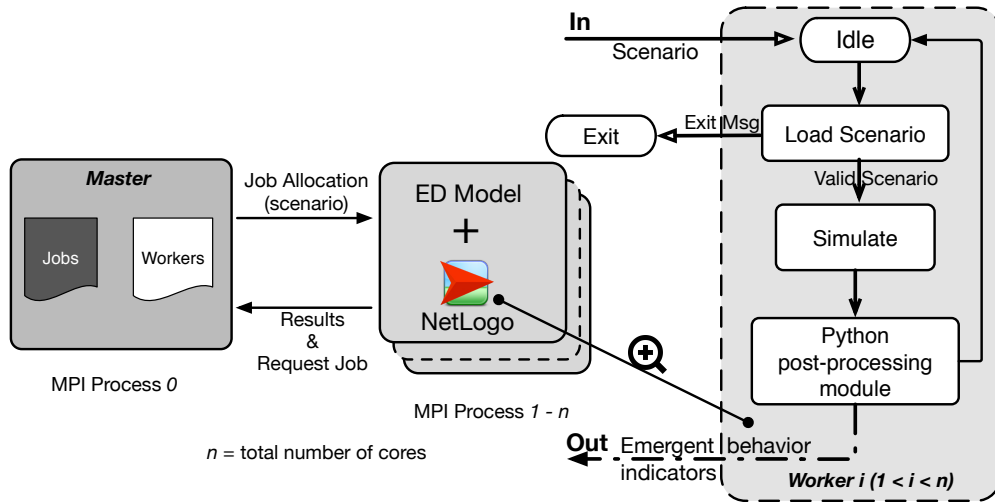 Master
Jobs
Workers
MPI Process 0
Job Allocation
(scenario)
Results
&
Request Job
ED Model
+
NetLogo
MPI Process 1 - n
n = total number of cores
In
Scenario
Idle
Exit Msg
Exit
Load Scenario
Valid Scenario
Simulate
Python
post-processing
module
Out
Emergent behavior
indicators
Worker i (1 < i < n)